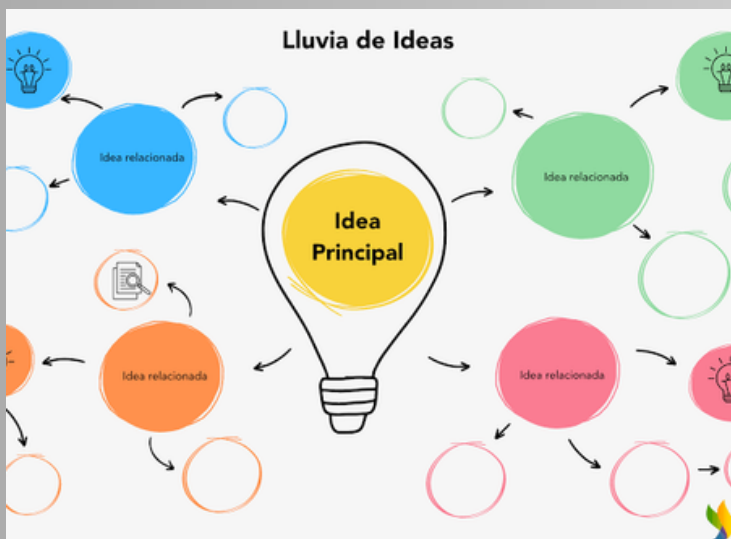 Lluvia de Ideas
Idea relacionada
Idea relacionada
Idea
Principal
Idea relacionada
Idea relacionada